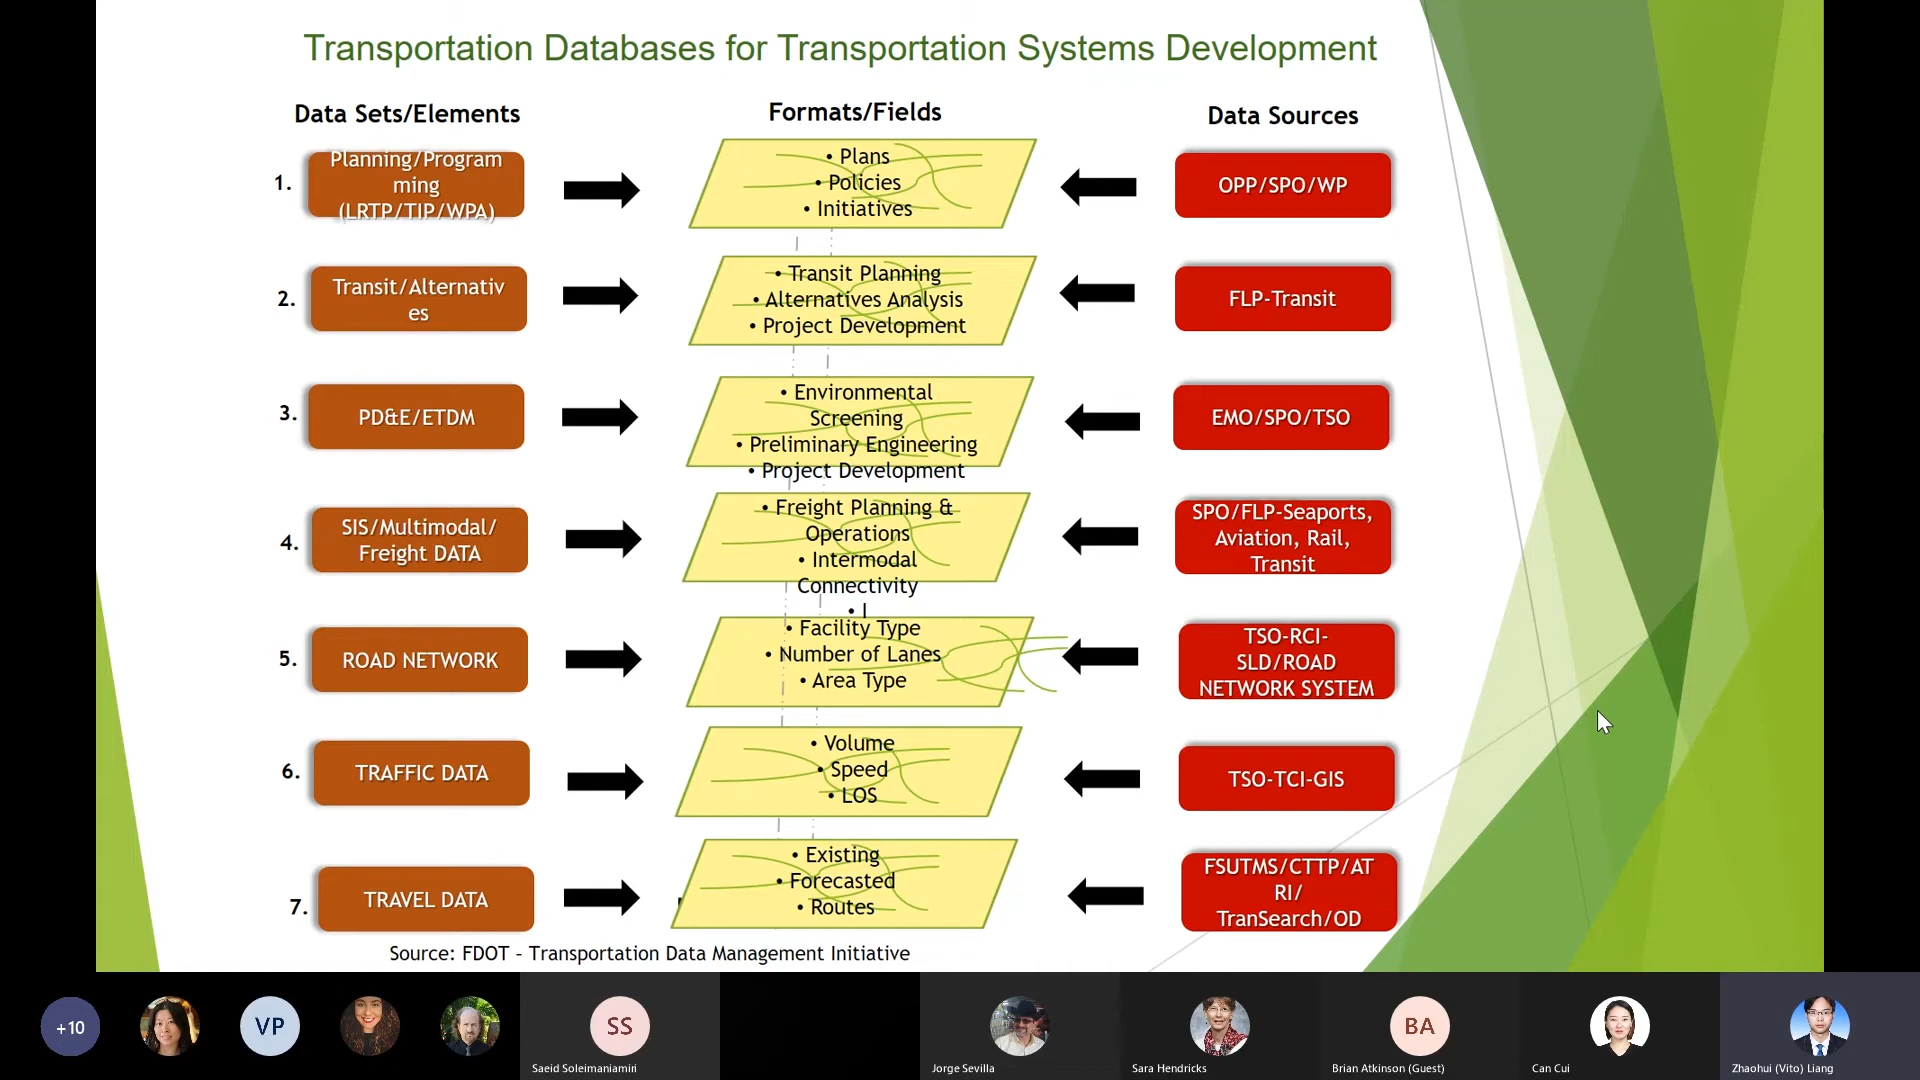 Transportation Databases for Transportation Systems Development
Data Sets/Elements
Formats/Fields
Data Sources
1.
Planning/Program
ming
(LRTP/TIP/WPA)
• Plans
• Policies
• Initiatives
OPP/SPO/WP
2.
Transit/Alternativ
es
• Transit Planning
• Alternatives Analysis
• Project Development
FLP-Transit
3.
PD&E/ETDM
• Environmental
Screening
• Preliminary Engineering
• Project Development
EMO/SPO/TSO
4.
SIS/Multimodal/
Freight DATA
• Freight Planning &
Operations
• Intermodal
Connectivity
• I
SPO/FLP-Seaports,
Aviation, Rail,
Transit
5.
ROAD NETWORK
• Facility Type
• Number of Lanes
• Area Type
TSO-RCI-
SLD/ROAD
NETWORK SYSTEM
6.
TRAFFIC DATA
• Volume
• Speed
• LOS
TSO-TCI-GIS
7.
TRAVEL DATA
• Existing
• Forecasted
• Routes
FSUTMS/CTTP/AT
RI/
TranSearch/OD
Source: FDOT - Transportation Data Management Initiative
+10
VP
SS
BA
Saeid Soleimaniamiri
Jorge Sevilla
Sara Hendricks
Brian Atkinson (Guest)
Can Cui
Zhaohui (Vito) Liang